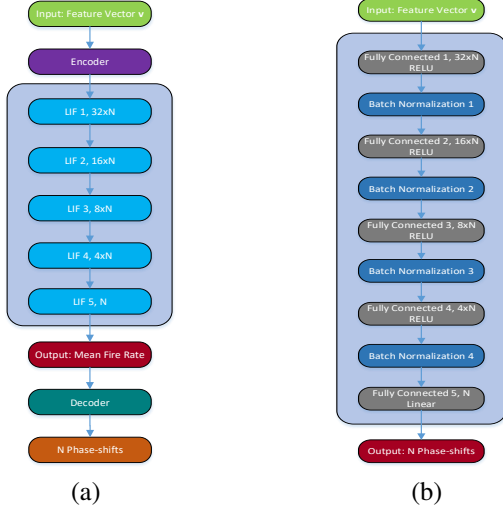 Input: Feature Vector v
Encoder
LIF 1, 32xN
LIF 2, 16xN
LIF 3, 8xN
LIF 4, 4xN
LIF 5, N
Output: Mean Fire Rate
Decoder
N Phase-shifts
(a)
Input: Feature Vector v
Fully Connected 1, 32xN
RELU
Batch Normalization 1
Fully Connected 2, 16xN
RELU
Batch Normalization 2
Fully Connected 3, 8xN
RELU
Batch Normalization 3
Fully Connected 4, 4xN
RELU
Batch Normalization 4
Fully Connected 5, N
Linear
Output: N Phase-shifts
(b)